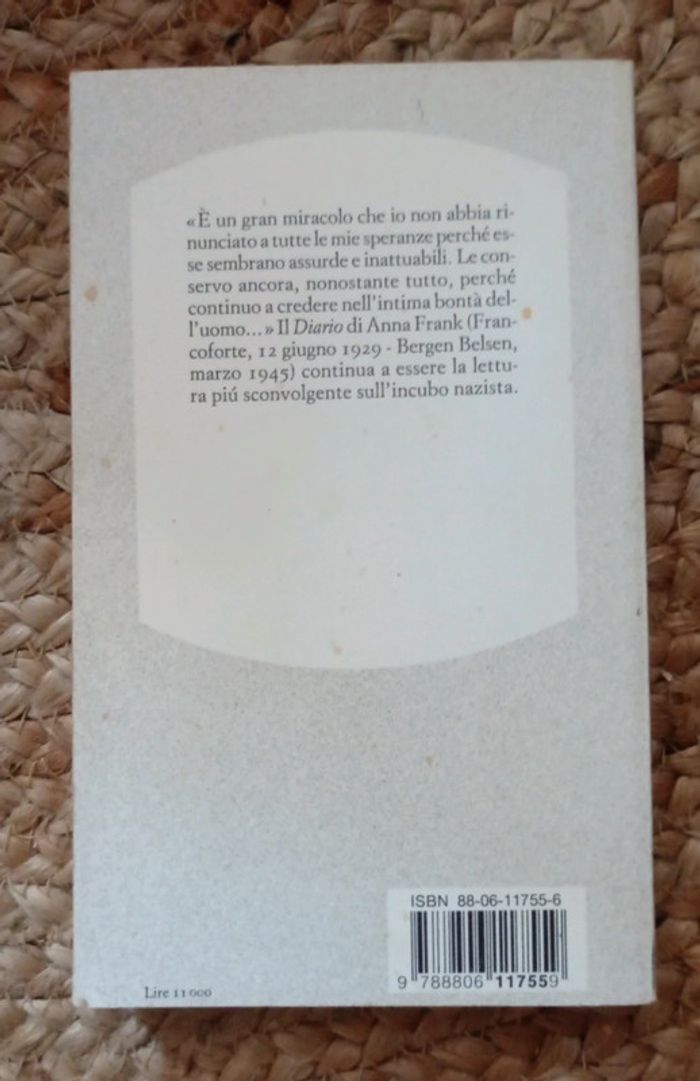 «È un gran miracolo che io non abbia ri-
nunciato a tutte le mie speranze perché es-
se sembrano assurde e inattuabili. Le con-
servo ancora, nonostante tutto, perché
continuo a credere nell'intima bontà del-
l'uomo...» Il Diario di Anna Frank (Fran-
coforte, 12 giugno 1929 - Bergen Belsen,
marzo 1945) continua a essere la lettu-
ra piú sconvolgente sull'incubo nazista.
ISBN 88-06-11755-6
9 788806 117559
Lire 11 000